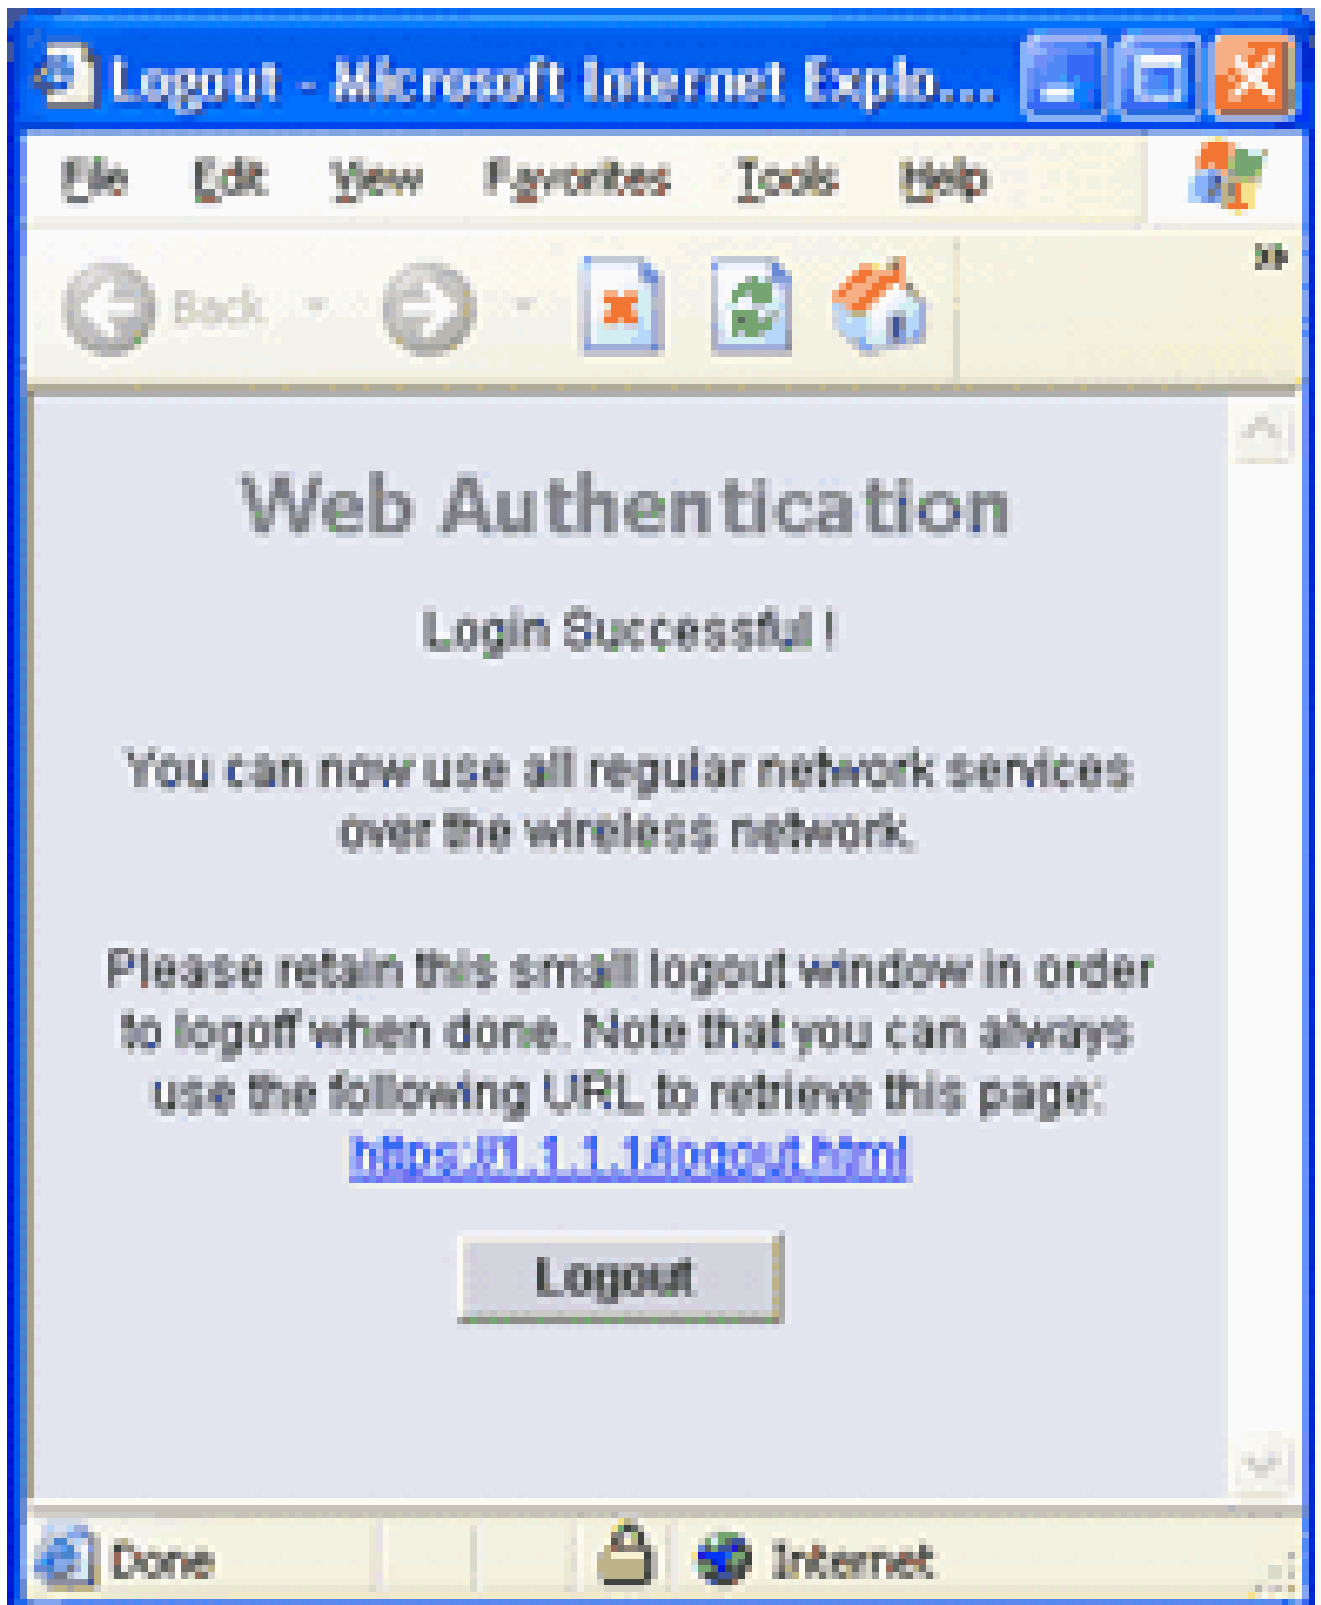 Logout - Microsoft Internet Explo...
File Edit View Favorites Tools Help
Back »
Web Authentication
Login Successful !
You can now use all regular network services
over the wireless network.
Please retain this small logout window in order
to logoff when done. Note that you can always
use the following URL to retrieve this page:
https://1.1.1.1/logout.html
Logout
Done Internet